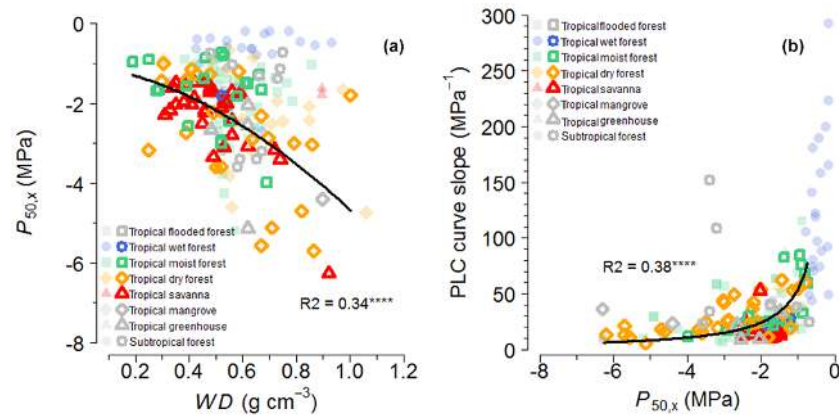 (a)
0
-2
-4
-6
-8
P50,x (MPa)
Tropical flooded forest
Tropical wet forest
Tropical moist forest
Tropical dry forest
Tropical savanna
Tropical mangrove
Tropical greenhouse
Subtropical forest
R2 = 0.34****
0.2 0.4 0.6 0.8 1.0 1.2
WD (g cm−3)
(b)
300
250
200
150
100
50
0
PLC curve slope (MPa−1)
Tropical flooded forest
Tropical wet forest
Tropical moist forest
Tropical dry forest
Tropical savanna
Tropical mangrove
Tropical greenhouse
Subtropical forest
R2 = 0.38****
-8 -6 -4 -2 0
P50,x (MPa)